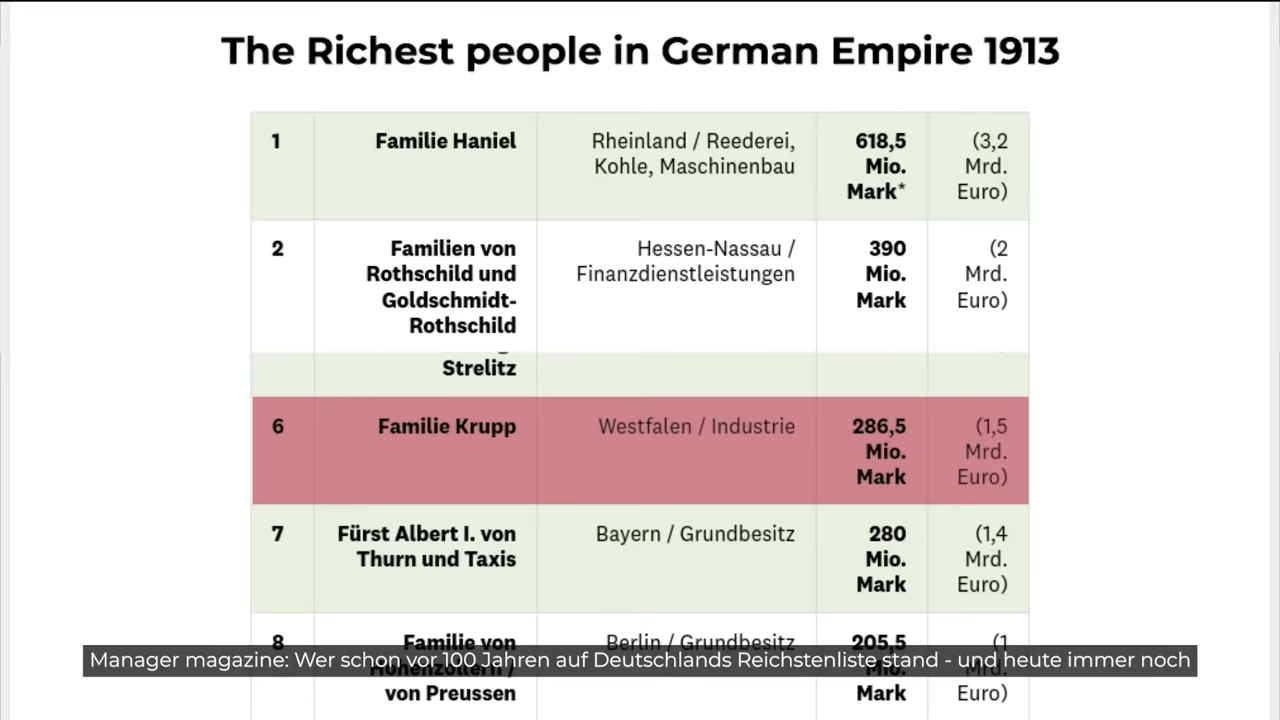 The Richest people in German Empire 1913
1 Familie Haniel Rheinland / Reederei, 618,5 (3,2
Kohle, Maschinenbau Mio. Mrd.
Mark* Euro)
2 Familien von Hessen-Nassau / 390 (2
Rothschild und Finanzdienstleistungen Mio. Mrd.
Goldschmidt- Mark Euro)
Rothschild
Strelitz
6 Familie Krupp Westfalen / Industrie 286,5 (1,5
Mio. Mrd.
Mark Euro)
7 Fürst Albert I. von Bayern / Grundbesitz 280 (1,4
Thurn und Taxis Mio. Mrd.
Mark Euro)
8 Familie von Berlin / Grundbesitz 205,5 (1
Hohenzollern / Mio. Mrd.
Manager magazine: Wer schon vor 100 Jahren auf Deutschlands Reichstenliste stand - und heute immer noch
von Preussen Mark Euro)